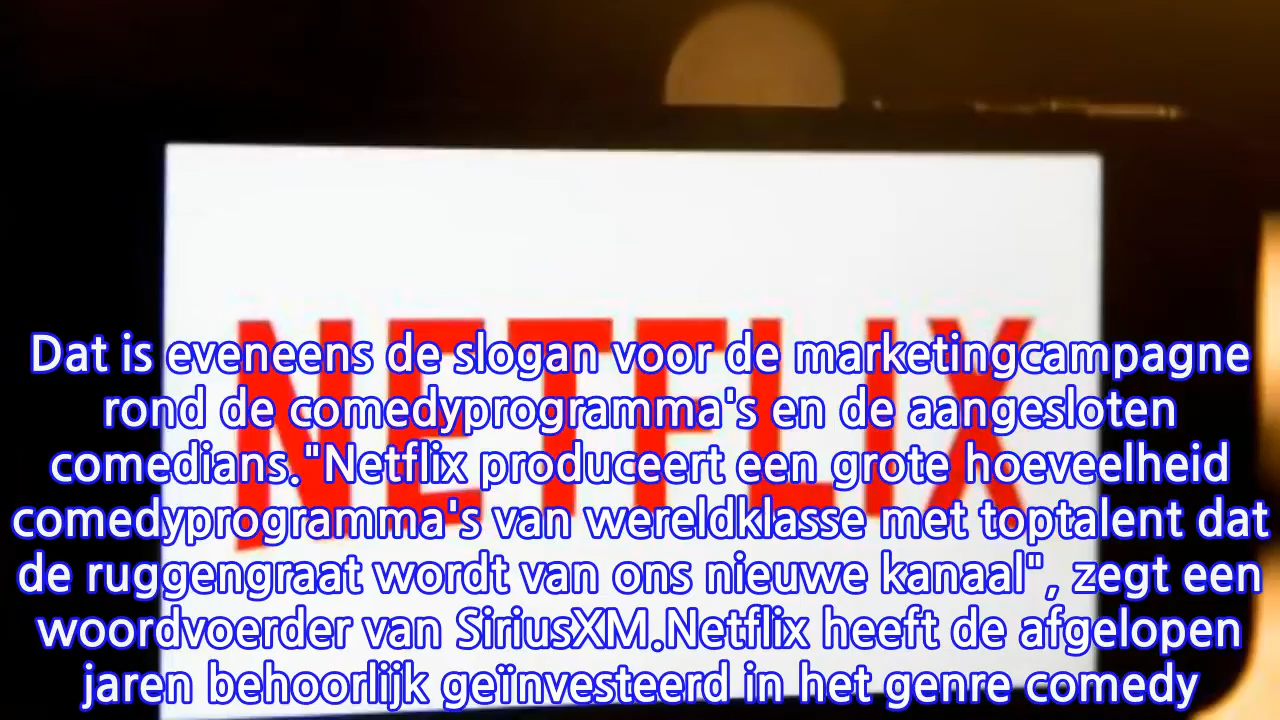 NETFLIX
Dat is eveneens de slogan voor de marketingcampagne
rond de comedyprogramma's en de aangesloten
comedians."Netflix produceert een grote hoeveelheid
comedyprogramma's van wereldklasse met toptalent dat
de ruggengraat wordt van ons nieuwe kanaal", zegt een
woordvoerder van SiriusXM.Netflix heeft de afgelopen
jaren behoorlijk geïnvesteerd in het genre comedy